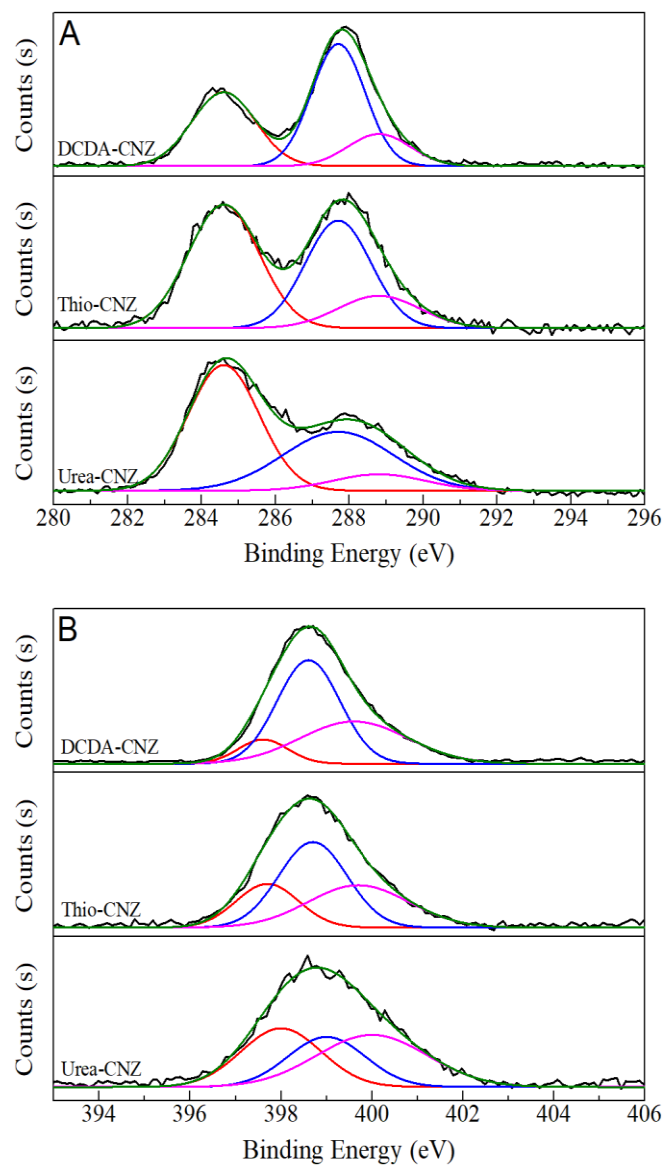 A
Counts (s)
DCDA-CNZ
Counts (s)
Thio-CNZ
Counts (s)
Urea-CNZ
280 282 284 286 288 290 292 294 296
Binding Energy (eV)
B
Counts (s)
DCDA-CNZ
Counts (s)
Thio-CNZ
Counts (s)
Urea-CNZ
394 396 398 400 402 404 406
Binding Energy (eV)